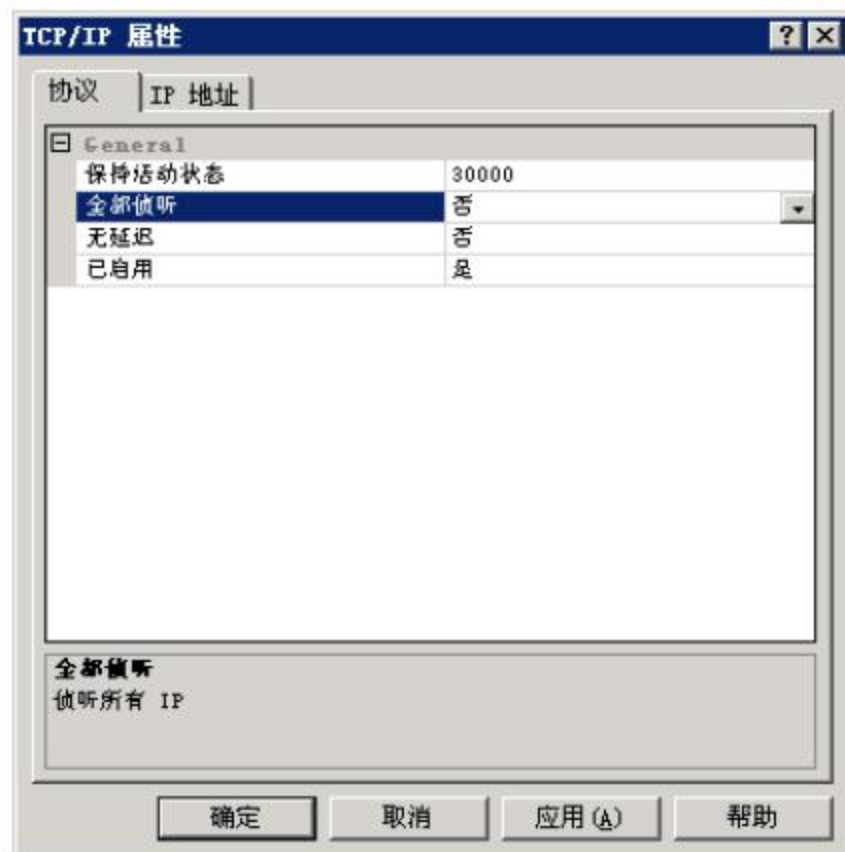 TCP/IP 属性
协议 IP 地址
General
保持活动状态 30000
全部侦听 否
无延迟 否
已启用 是
全部侦听
侦听所有 IP
确定 取消 应用(A) 帮助